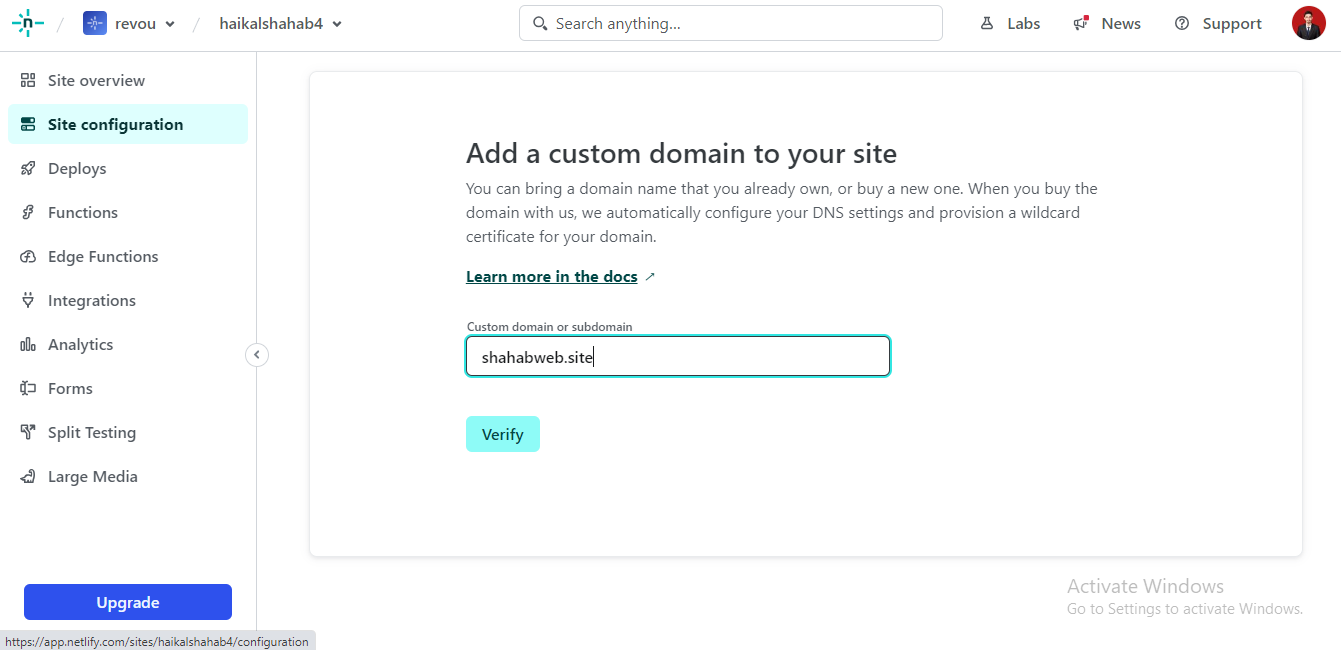 revou
haikalshahab4
Search anything...
Labs
News
Support
Site overview
Site configuration
Deploys
Functions
Edge Functions
Integrations
Analytics
Forms
Split Testing
Large Media
Upgrade
Add a custom domain to your site
You can bring a domain name that you already own, or buy a new one. When you buy the
domain with us, we automatically configure your DNS settings and provision a wildcard
certificate for your domain.
Learn more in the docs
Custom domain or subdomain
shahabweb.site
Verify
Activate Windows
Go to Settings to activate Windows.
https://app.netlify.com/sites/haikalshahab4/configuration